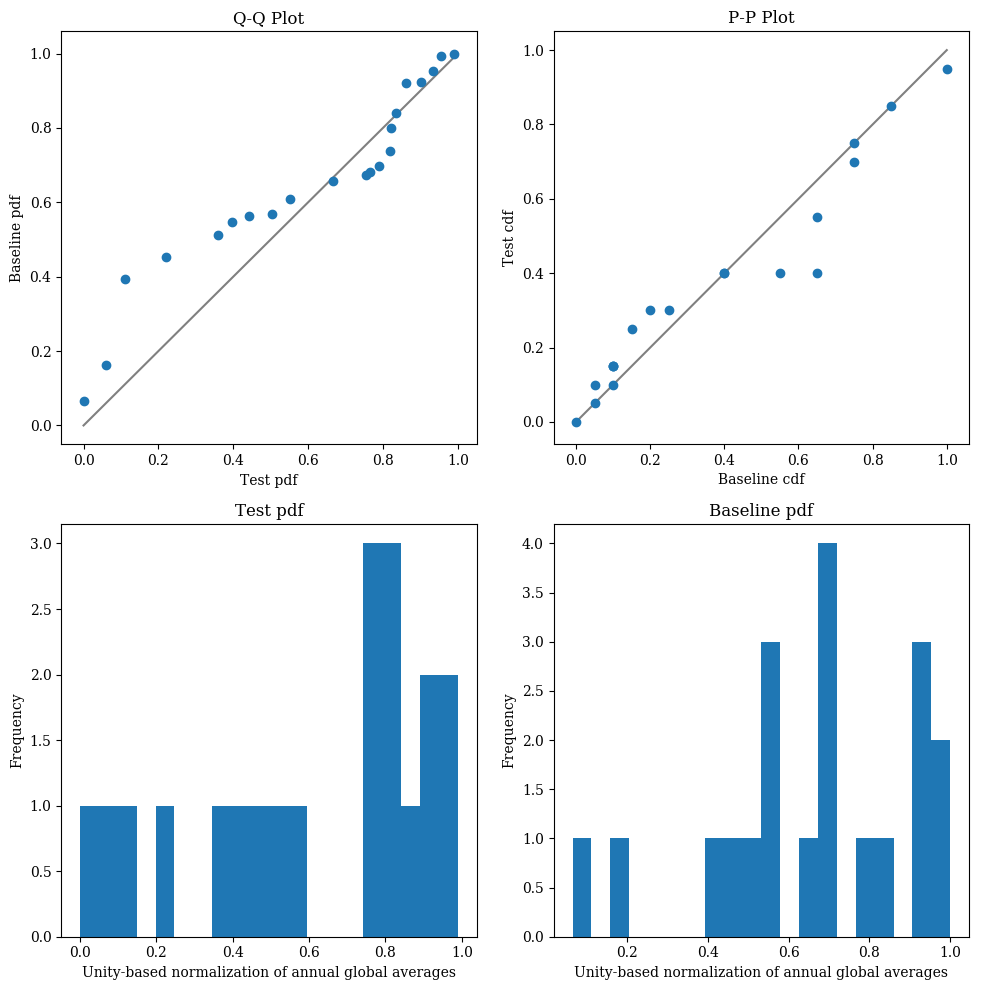 Q-Q Plot
1.0
0.8
0.6
0.4
0.2
0.0
Baseline pdf
0.0 0.2 0.4 0.6 0.8 1.0
Test pdf
P-P Plot
1.0
0.8
0.6
0.4
0.2
0.0
Test cdf
0.0 0.2 0.4 0.6 0.8 1.0
Baseline cdf
Test pdf
3.0
2.5
2.0
1.5
1.0
0.5
0.0
Frequency
0.0 0.2 0.4 0.6 0.8 1.0
Unity-based normalization of annual global averages
Baseline pdf
4.0
3.5
3.0
2.5
2.0
1.5
1.0
0.5
0.0
Frequency
0.2 0.4 0.6 0.8 1.0
Unity-based normalization of annual global averages